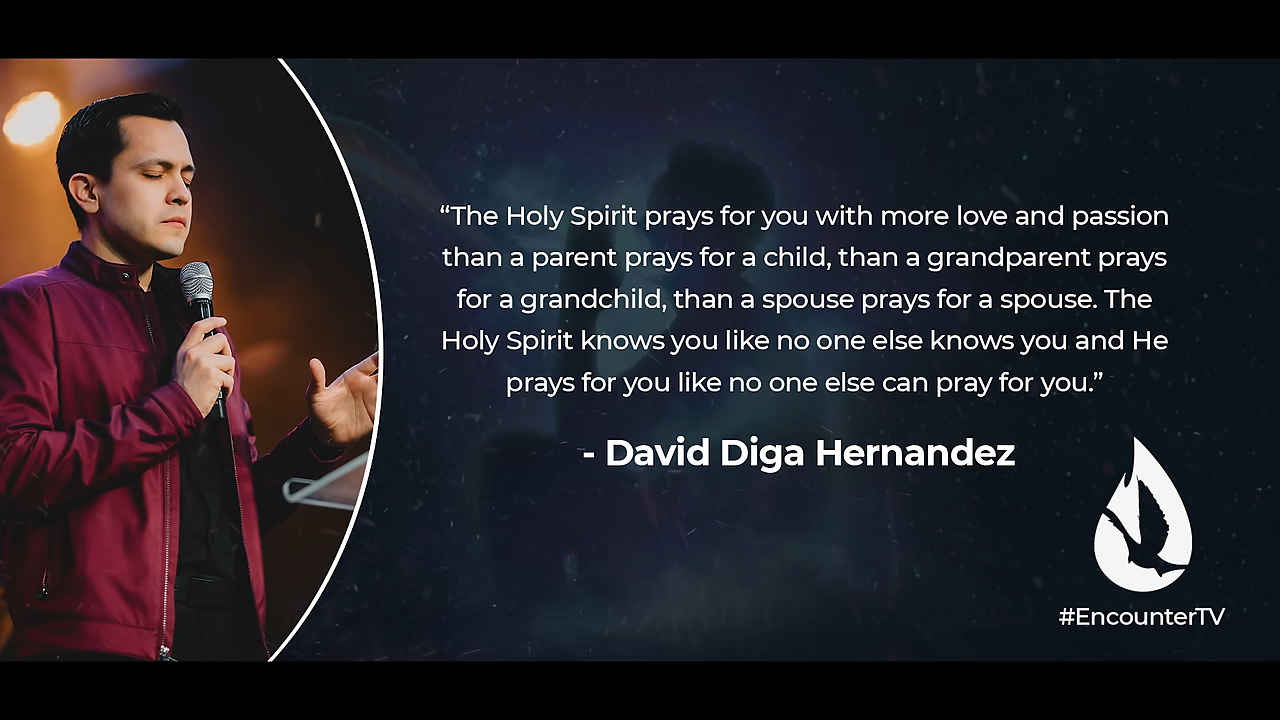 “The Holy Spirit prays for you with more love and passion
than a parent prays for a child, than a grandparent prays
for a grandchild, than a spouse prays for a spouse. The
Holy Spirit knows you like no one else knows you and He
prays for you like no one else can pray for you.”
- David Diga Hernandez
#EncounterTV